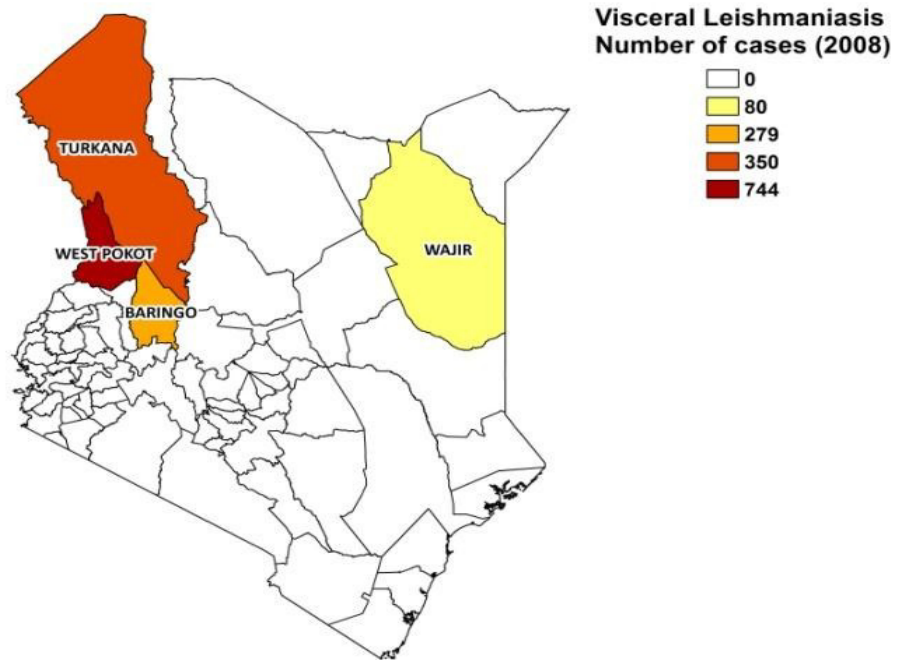 Visceral Leishmaniasis
Number of cases (2008)
0
80
279
350
744
TURKANA
WEST POKOT
BARINGO
WAJIR